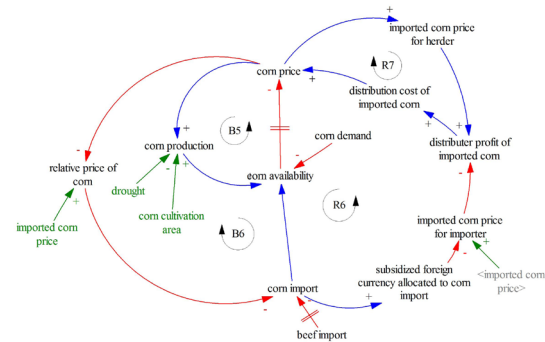 imported corn price
for herder
R7
corn price
distribution cost of
imported corn
B5
corn demand
corn production
distributer profit of
imported corn
relative price of
corn
corn availability
drought
R6
imported corn
price
corn cultivation
area
B6
imported corn price
for importer
subsidized foreign
currency allocated to corn
import
<imported corn
price>
corn import
beef import